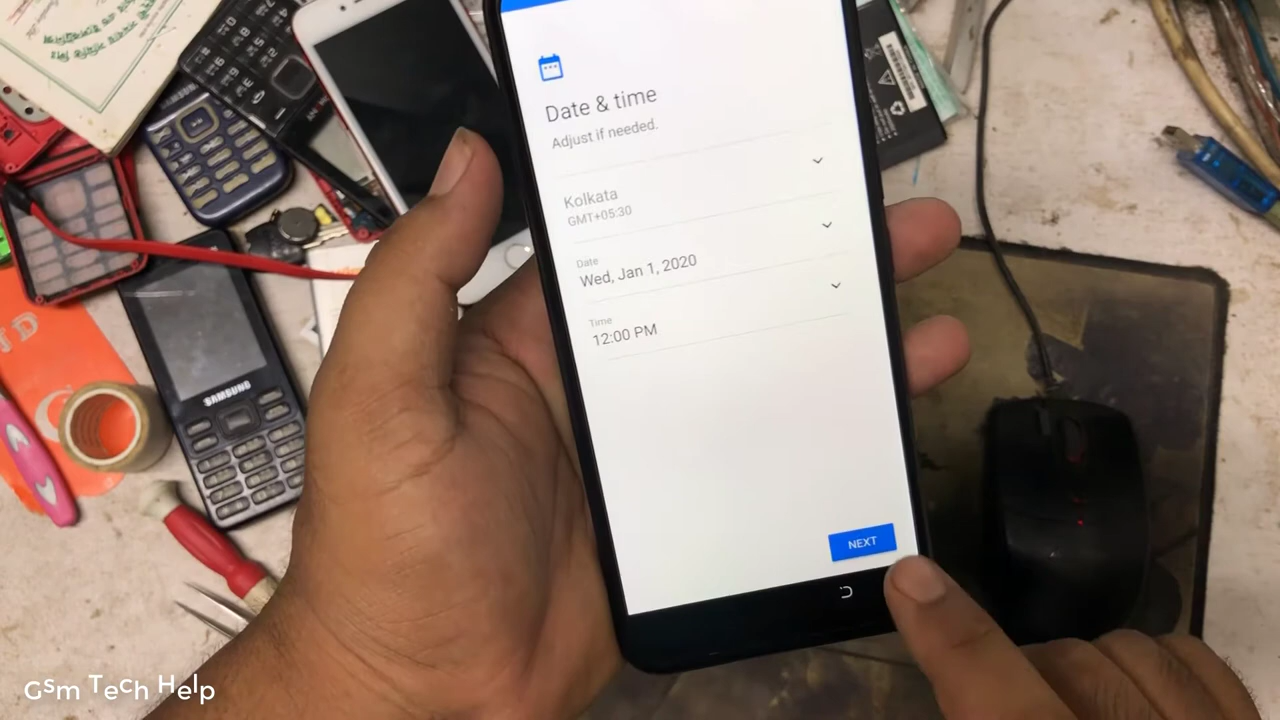 Date & time
Adjust if needed.
Kolkata
GMT+05:30
Date
Wed, Jan 1, 2020
Time
12:00 PM
NEXT
SAMSUNG
Gsm Tech Help